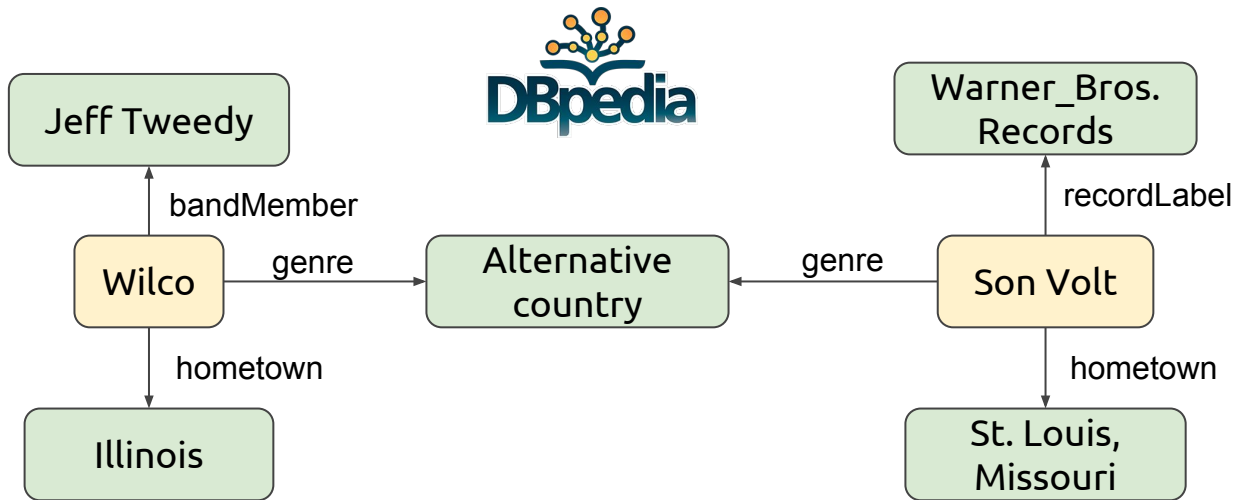 DBpedia
Jeff Tweedy
Warner_Bros.
Records
bandMember
recordLabel
Wilco
genre
Alternative
country
genre
Son Volt
hometown
hometown
Illinois
St. Louis,
Missouri